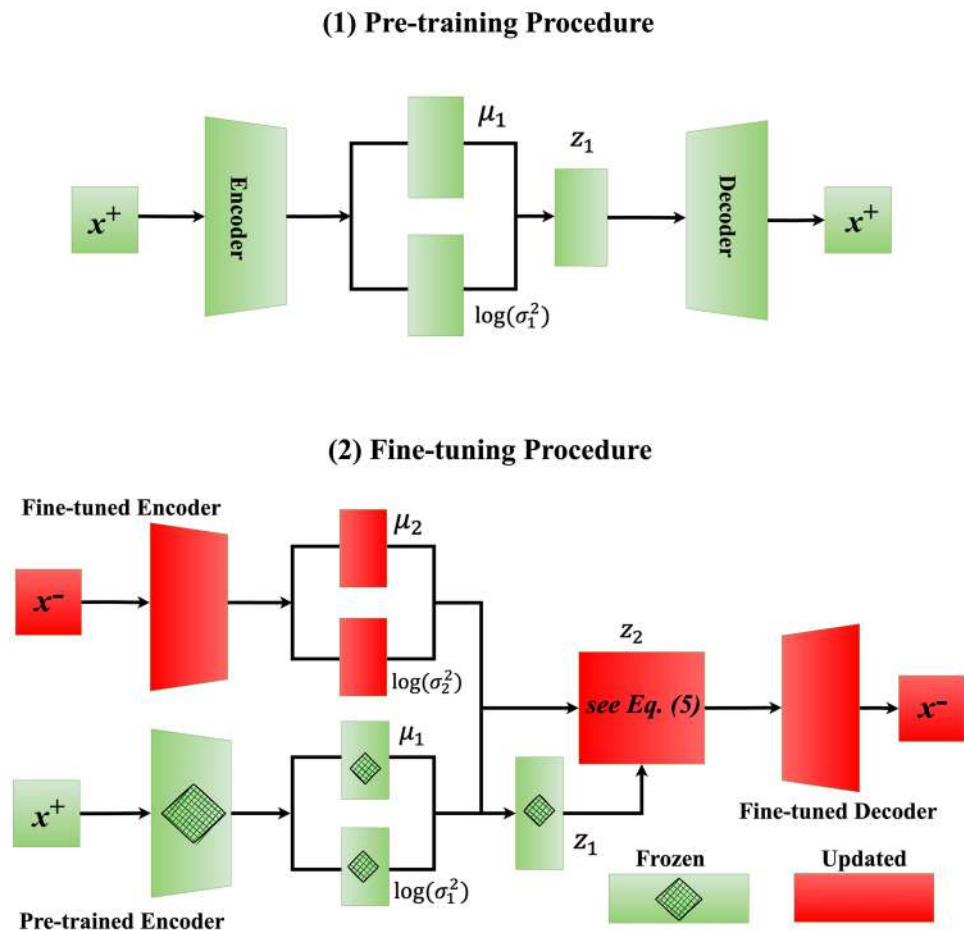 (1) Pre-training Procedure
μ₁
z₁
x⁺
Encoder
Decoder
x⁺
log(σ₁²)
(2) Fine-tuning Procedure
Fine-tuned Encoder
μ₂
x⁻
z₂
log(σ₂²)
see Eq. (5)
x⁻
μ₁
x⁺
Fine-tuned Decoder
z₁
log(σ₁²)
Frozen
Updated
Pre-trained Encoder